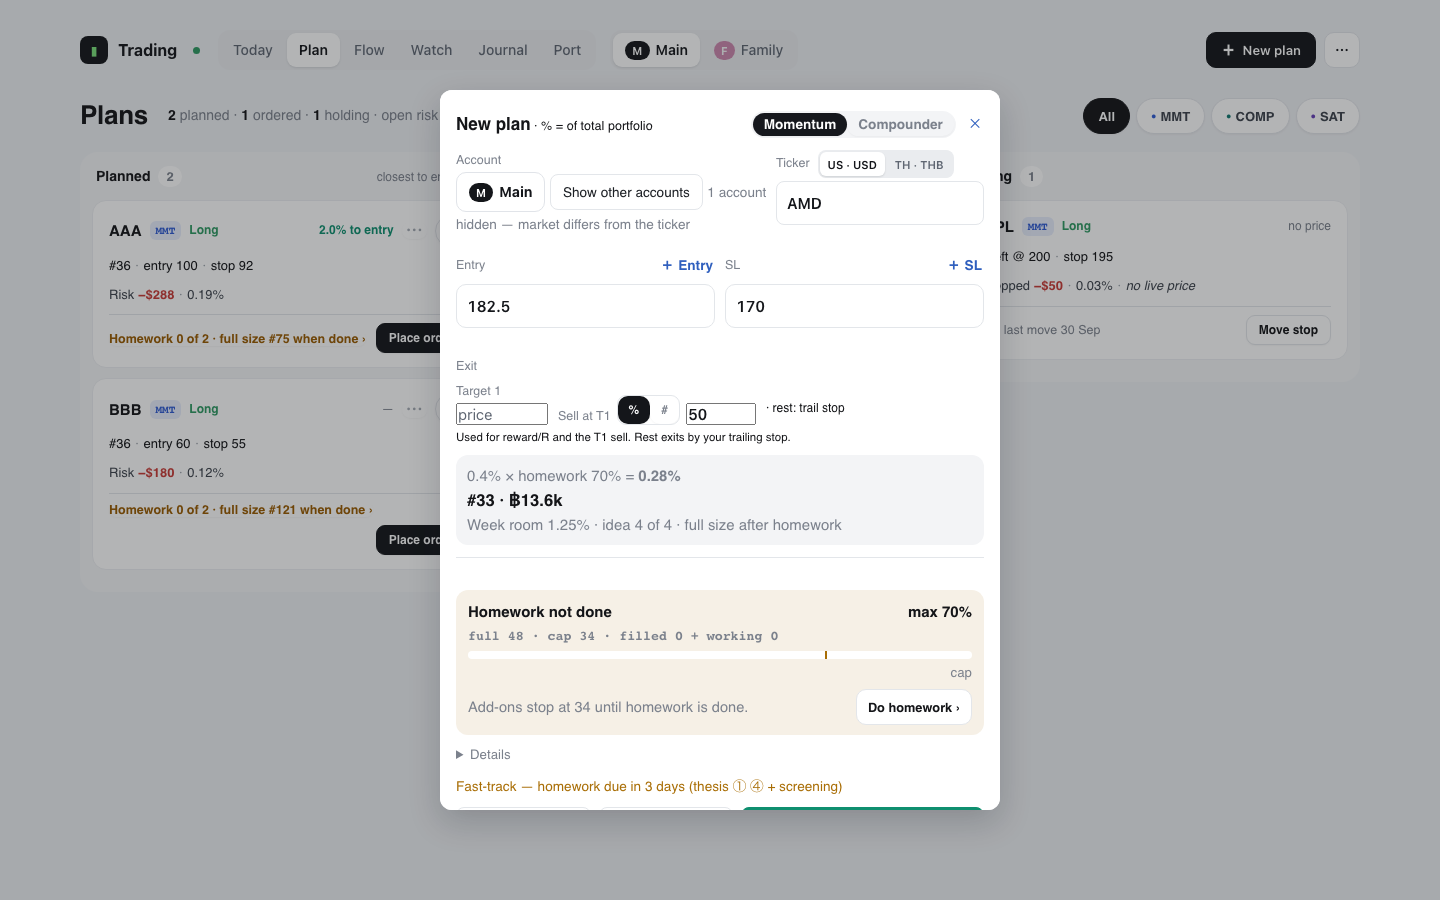 Trading
Today
Plan
Flow
Watch
Journal
Port
M Main
F Family
+ New plan
···
Plans
2 planned · 1 ordered · 1 holding · open risk
All
• MMT
• COMP
• SAT
Planned 2
AAA MMT Long 2.0% to entry ···
#36 · entry 100 · stop 92
Risk −$288 · 0.19%
Homework 0 of 2 · full size #75 when done ›
BBB MMT Long — ···
#36 · entry 60 · stop 55
Risk −$180 · 0.12%
Homework 0 of 2 · full size #121 when done ›
New plan · % = of total portfolio
Momentum
Compounder
×
Account
M Main
Show other accounts
1 account
hidden — market differs from the ticker
Ticker
US · USD
TH · THB
AMD
Entry
+ Entry
SL
+ SL
182.5
170
Exit
Target 1
price
Sell at T1
%
#
50
· rest: trail stop
Used for reward/R and the T1 sell. Rest exits by your trailing stop.
0.4% × homework 70% = 0.28%
#33 · ฿13.6k
Week room 1.25% · idea 4 of 4 · full size after homework
Homework not done
max 70%
full 48 · cap 34 · filled 0 + working 0
cap
Add-ons stop at 34 until homework is done.
Do homework ›
▶ Details
Fast-track — homework due in 3 days (thesis ① ④ + screening)
1
MMT Long no price
@ 200 · stop 195
−$50 · 0.03% · no live price
last move 30 Sep
Move stop